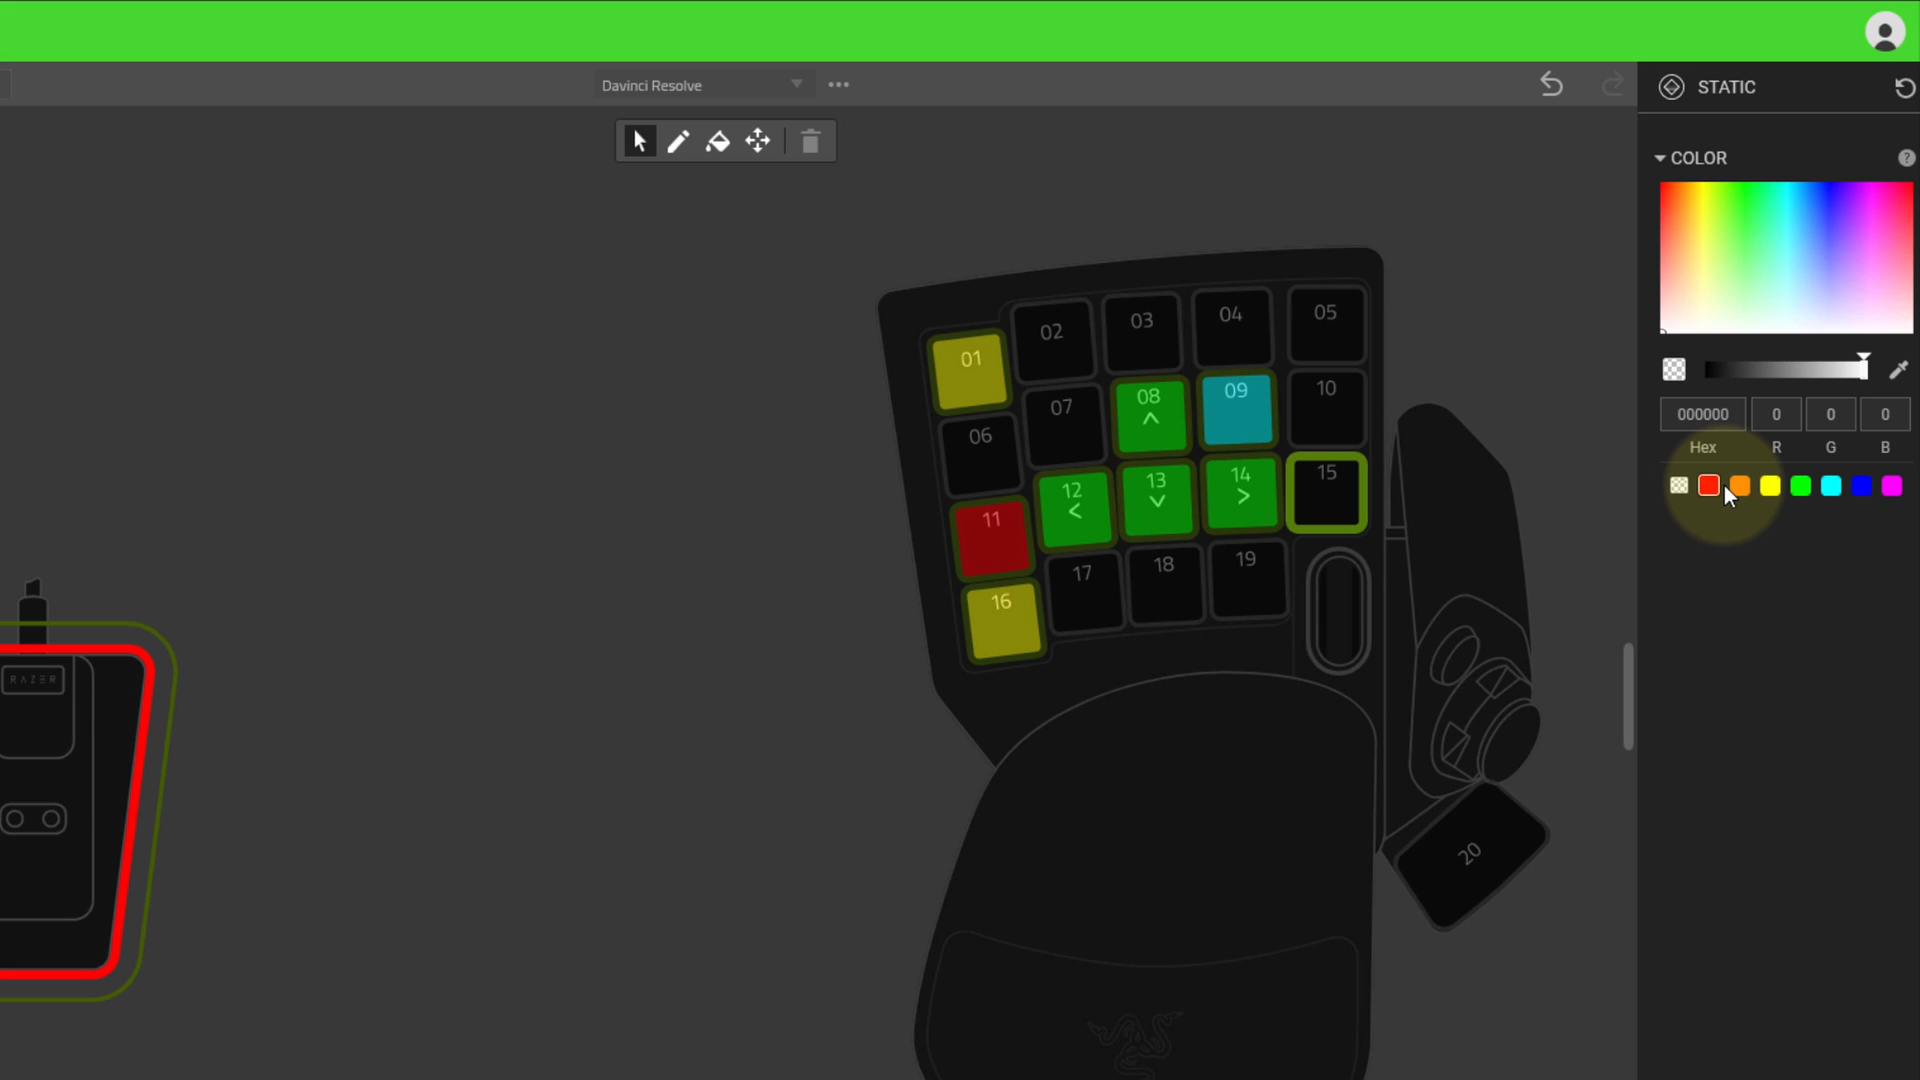 Davinci Resolve
STATIC
COLOR
?
000000 0 0 0
Hex R G B
01 02 03 04 05
06 07 08 09 10
11 12 13 14 15
16 17 18 19
20
RAZER